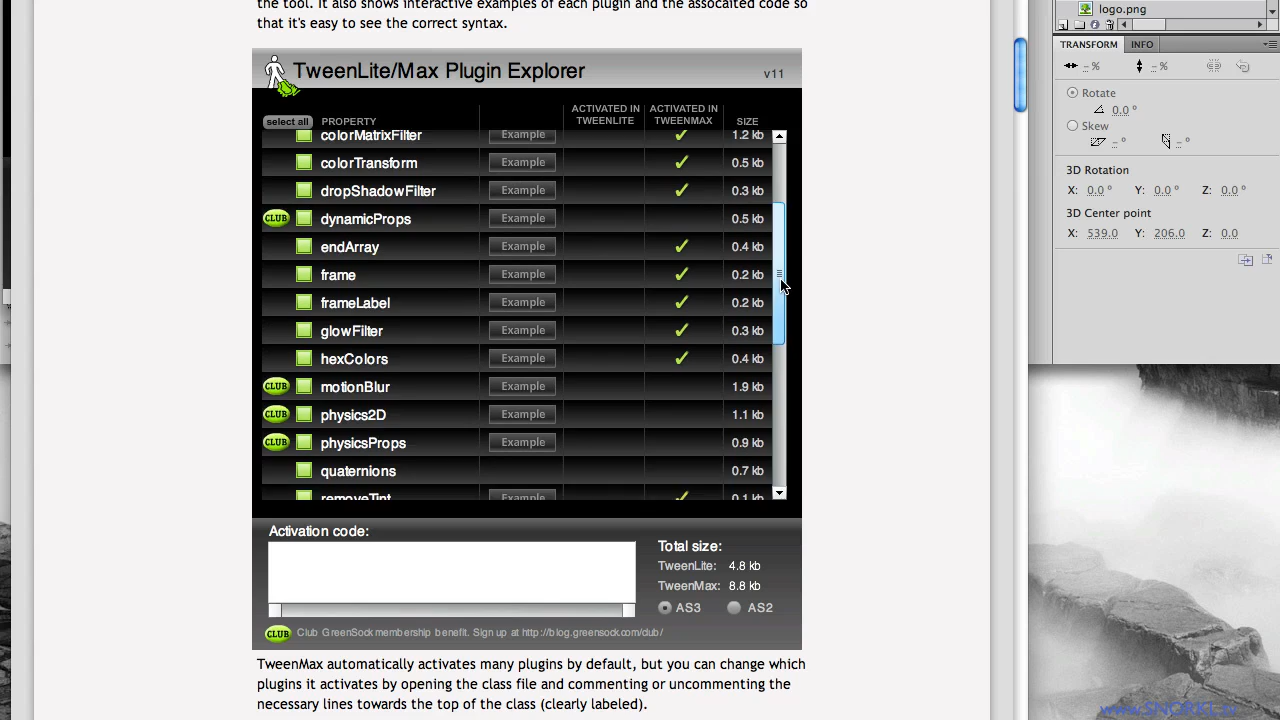 the tool. It also shows interactive examples of each plugin and the assocaited code so
that it's easy to see the correct syntax.
TweenLite/Max Plugin Explorer
v11
select all PROPERTY ACTIVATED IN TWEENLITE ACTIVATED IN TWEENMAX SIZE
colorMatrixFilter Example ✓ 1.2 kb
colorTransform Example ✓ 0.5 kb
dropShadowFilter Example ✓ 0.3 kb
CLUB dynamicProps Example 0.5 kb
endArray Example ✓ 0.4 kb
frame Example ✓ 0.2 kb
frameLabel Example ✓ 0.2 kb
glowFilter Example ✓ 0.3 kb
hexColors Example ✓ 0.4 kb
CLUB motionBlur Example 1.9 kb
CLUB physics2D Example 1.1 kb
CLUB physicsProps Example 0.9 kb
quaternions 0.7 kb
removeTint Example ✓ 0.1 kb
Activation code:
Total size:
TweenLite: 4.8 kb
TweenMax: 8.8 kb
AS3 AS2
CLUB Club GreenSock membership benefit. Sign up at http://blog.greensock.com/club/
TweenMax automatically activates many plugins by default, but you can change which
plugins it activates by opening the class file and commenting or uncommenting the
necessary lines towards the top of the class (clearly labeled).
logo.png
TRANSFORM INFO
– % – %
Rotate
0.0 °
Skew
– ° – °
3D Rotation
X: 0.0 ° Y: 0.0 ° Z: 0.0 °
3D Center point
X: 539.0 Y: 206.0 Z: 0.0